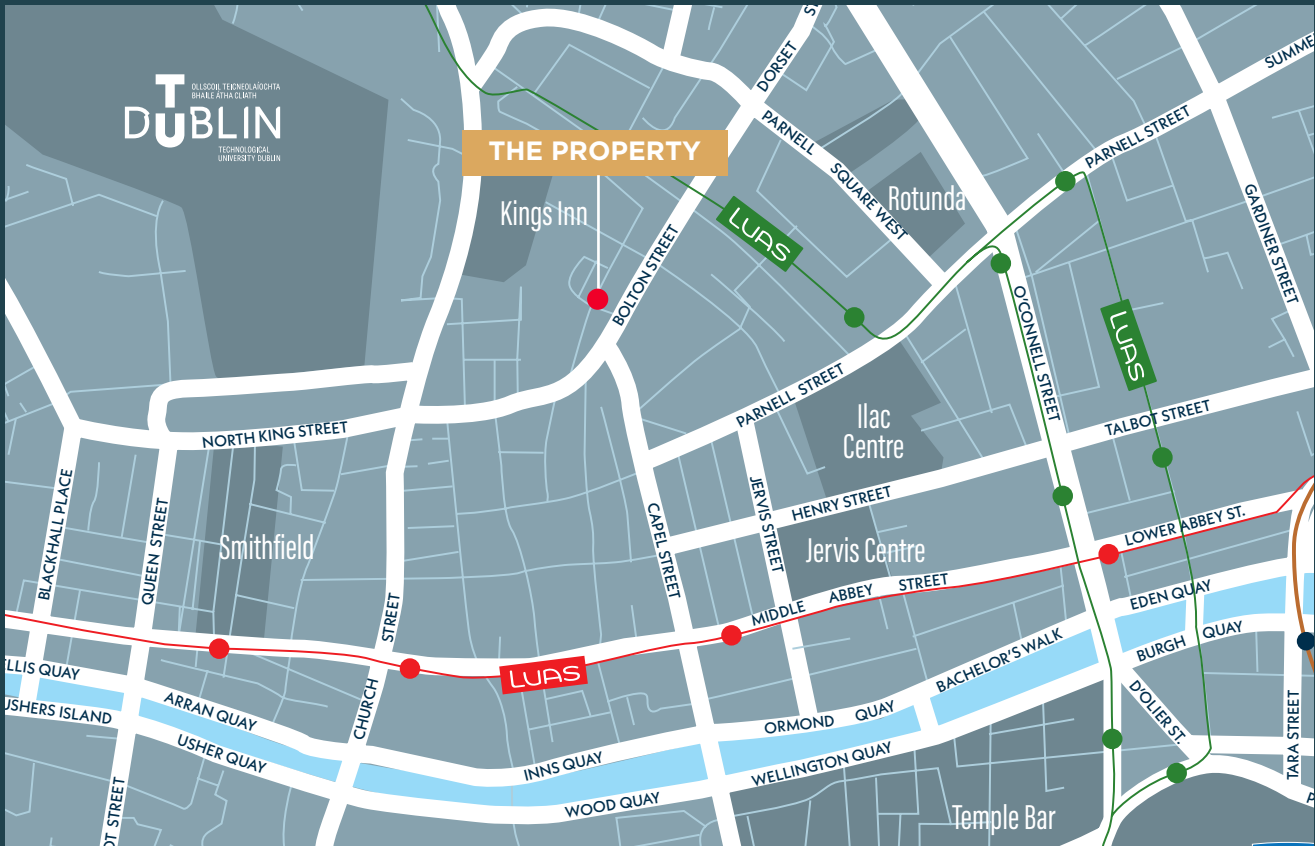 OLLSCOIL TEICNEOLAÍOCHTA
BHAILE ÁTHA CLIATH
T
DUBLIN
TECHNOLOGICAL
UNIVERSITY DUBLIN
THE PROPERTY
Kings Inn
DORSET
PARNELL
SQUARE WEST
Rotunda
PARNELL STREET
GARDINER STREET
LUAS
BOLTON STREET
O'CONNELL STREET
LUAS
PARNELL STREET
Ilac
Centre
TALBOT STREET
NORTH KING STREET
HENRY STREET
JERVIS STREET
CAPEL STREET
BLACKHALL PLACE
QUEEN STREET
Smithfield
Jervis Centre
LOWER ABBEY ST.
MIDDLE ABBEY STREET
EDEN QUAY
BURGH QUAY
CHURCH STREET
LUAS
BACHELOR'S WALK
LLIS QUAY
USHERS ISLAND
ARRAN QUAY
USHER QUAY
ORMOND QUAY
WELLINGTON QUAY
INNS QUAY
WOOD QUAY
D'OLIER ST.
TARA STREET
Temple Bar
OT STREET